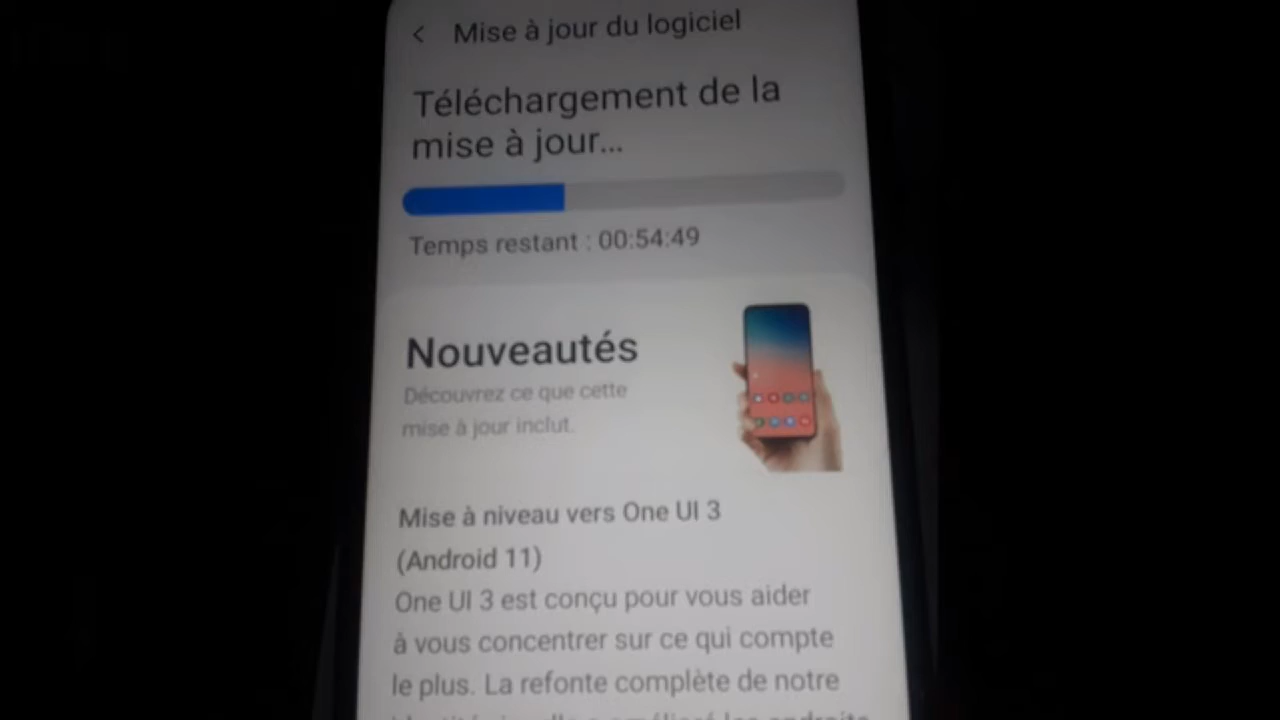 < Mise à jour du logiciel
Téléchargement de la
mise à jour...
Temps restant : 00:54:49
Nouveautés
Découvrez ce que cette
mise à jour inclut.
Mise à niveau vers One UI 3
(Android 11)
One UI 3 est conçu pour vous aider
à vous concentrer sur ce qui compte
le plus. La refonte complète de notre